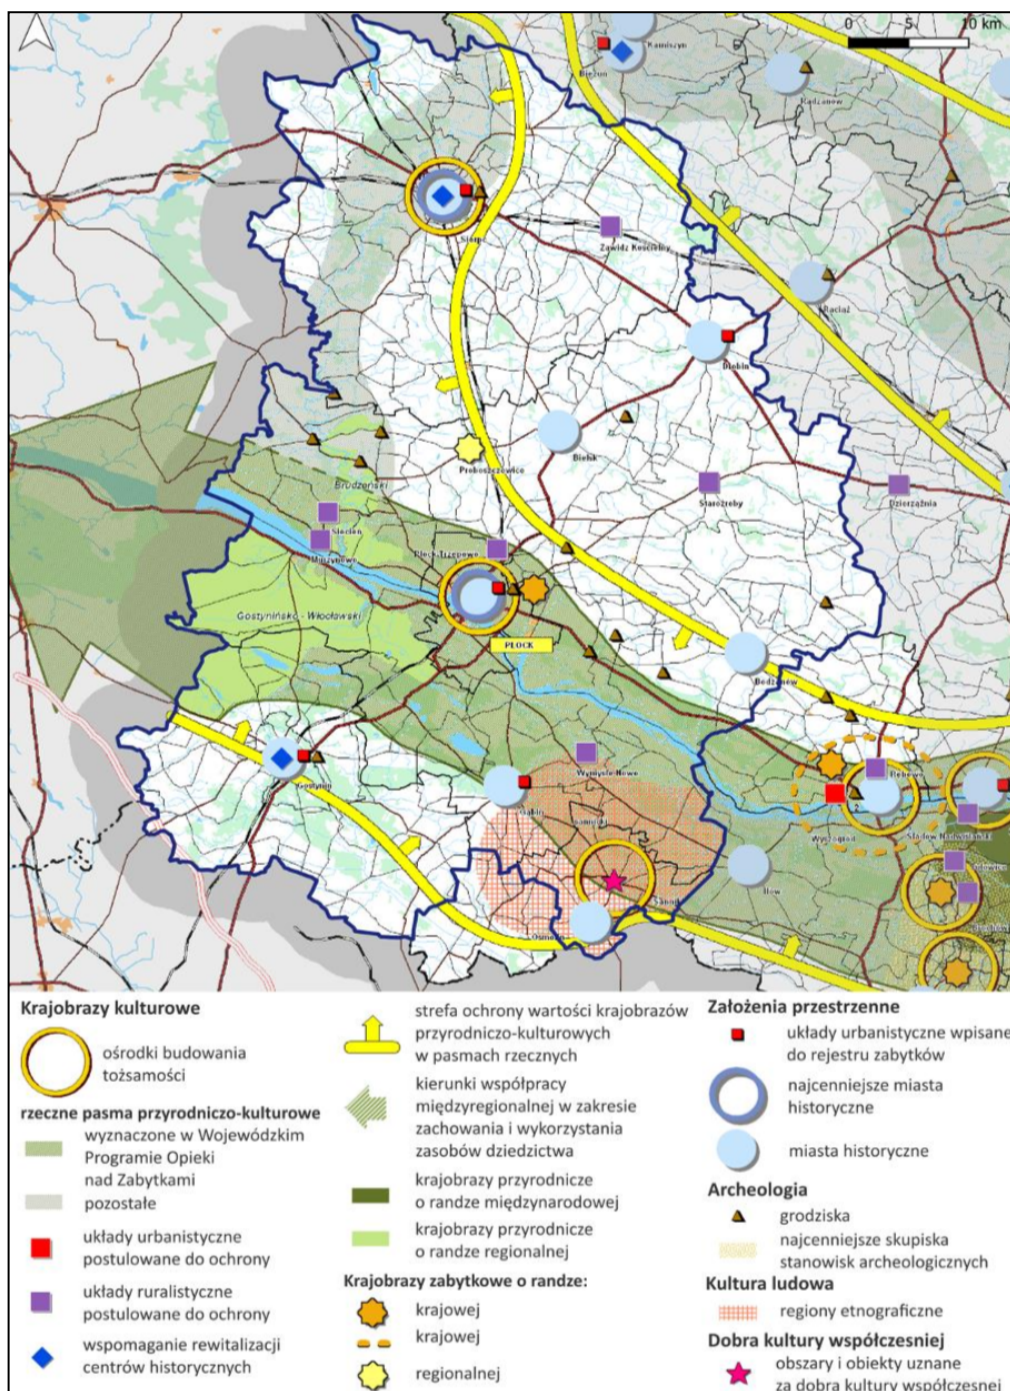 0 5 10 km
Bieżuń
Radzanów
Sierpc
Zawidz Kościelny
Raciąż
Drobin
Proboszczewice
Bielsk
Brudzeński
Staroźreby
Dzierzążnia
Płock-Trzepowo
Gostynińsko - Włocławski
PŁOCK
Bodzanów
Gostynin
Wymyśle Nowe
Rębowo
Gąbin
Sanniki
Wyszogród
Iłów
Krajobrazy kulturowe
ośrodki budowania
tożsamości
rzeczne pasma przyrodniczo-kulturowe
wyznaczone w Wojewódzkim
Programie Opieki
nad Zabytkami
pozostałe
układy urbanistyczne
postulowane do ochrony
układy ruralistyczne
postulowane do ochrony
wspomaganie rewitalizacji
centrów historycznych
strefa ochrony wartości krajobrazów
przyrodniczo-kulturowych
w pasmach rzecznych
kierunki współpracy
międzyregionalnej w zakresie
zachowania i wykorzystania
zasobów dziedzictwa
krajobrazy przyrodnicze
o randze międzynarodowej
krajobrazy przyrodnicze
o randze regionalnej
Krajobrazy zabytkowe o randze:
krajowej
krajowej
regionalnej
Założenia przestrzenne
układy urbanistyczne wpisane
do rejestru zabytków
najcenniejsze miasta
historyczne
miasta historyczne
Archeologia
grodziska
najcenniejsze skupiska
stanowisk archeologicznych
Kultura ludowa
regiony etnograficzne
Dobra kultury współczesniej
obszary i obiekty uznane
za dobra kultury współczesnej